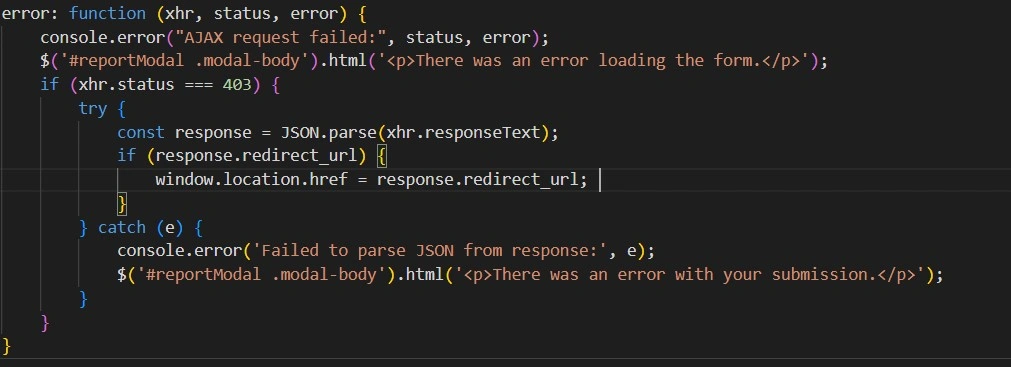 error: function (xhr, status, error) {
    console.error("AJAX request failed:", status, error);
    $('#reportModal .modal-body').html('<p>There was an error loading the form.</p>');
    if (xhr.status === 403) {
        try {
            const response = JSON.parse(xhr.responseText);
            if (response.redirect_url) {
                window.location.href = response.redirect_url;
            }
        } catch (e) {
            console.error('Failed to parse JSON from response:', e);
            $('#reportModal .modal-body').html('<p>There was an error with your submission.</p>');
        }
    }
}